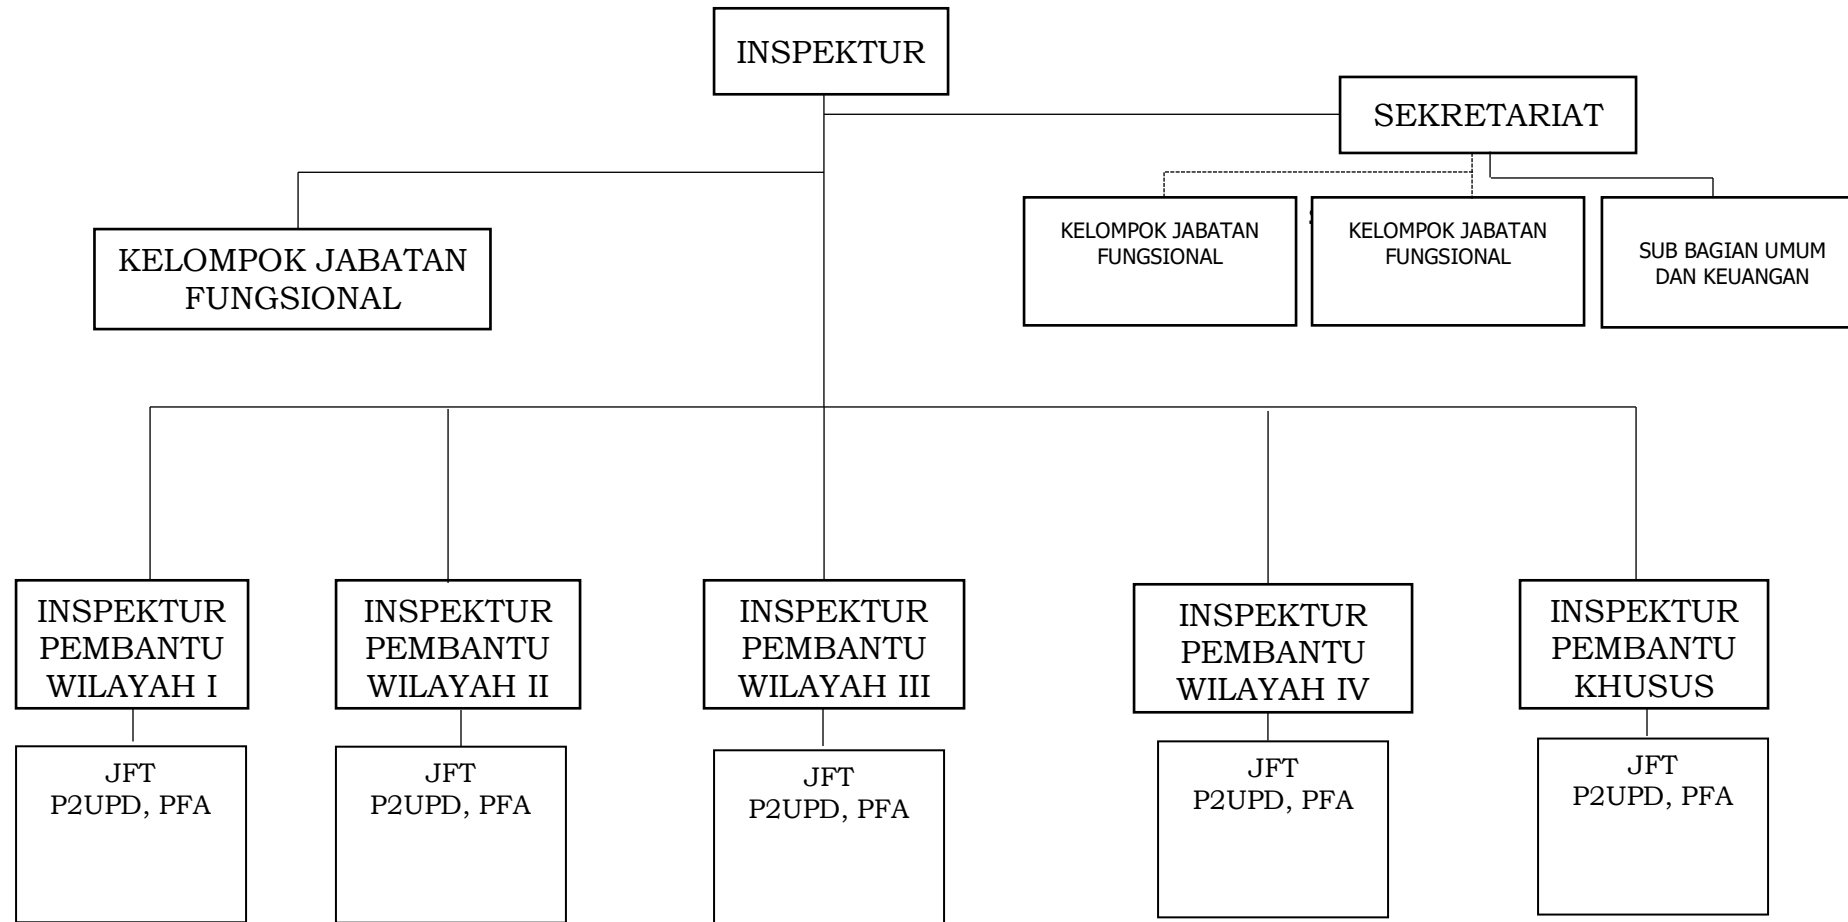 INSPEKTUR
SEKRETARIAT
KELOMPOK JABATAN
FUNGSIONAL
KELOMPOK JABATAN
FUNGSIONAL
KELOMPOK JABATAN
FUNGSIONAL
SUB BAGIAN UMUM
DAN KEUANGAN
INSPEKTUR
PEMBANTU
WILAYAH I
INSPEKTUR
PEMBANTU
WILAYAH II
INSPEKTUR
PEMBANTU
WILAYAH III
INSPEKTUR
PEMBANTU
WILAYAH IV
INSPEKTUR
PEMBANTU
KHUSUS
JFT
P2UPD, PFA
JFT
P2UPD, PFA
JFT
P2UPD, PFA
JFT
P2UPD, PFA
JFT
P2UPD, PFA